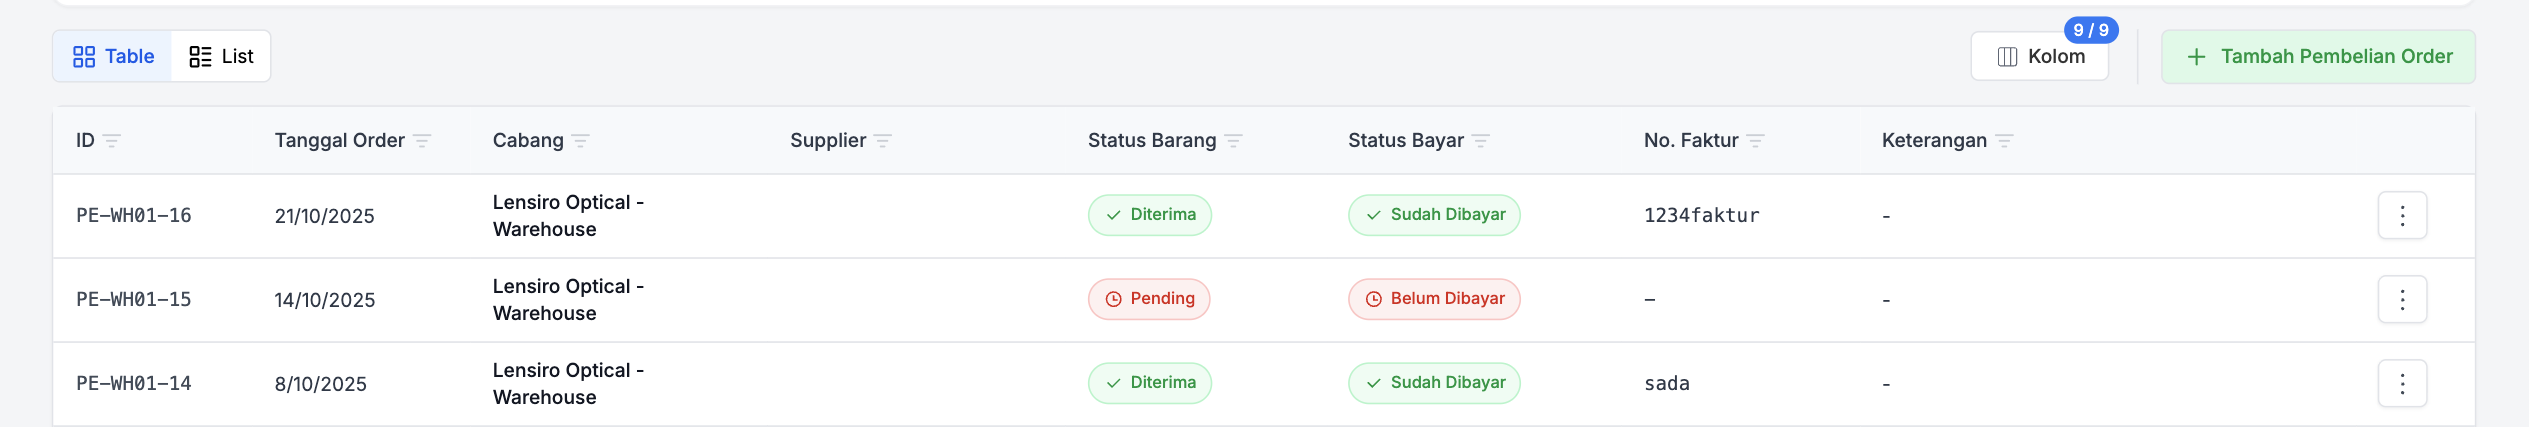 Table
List
9 / 9
Kolom
+ Tambah Pembelian Order
ID Tanggal Order Cabang Supplier Status Barang Status Bayar No. Faktur Keterangan
PE-WH01-16 21/10/2025 Lensiro Optical - Diterima Sudah Dibayar 1234faktur -
Warehouse
PE-WH01-15 14/10/2025 Lensiro Optical - Pending Belum Dibayar – -
Warehouse
PE-WH01-14 8/10/2025 Lensiro Optical - Diterima Sudah Dibayar sada -
Warehouse